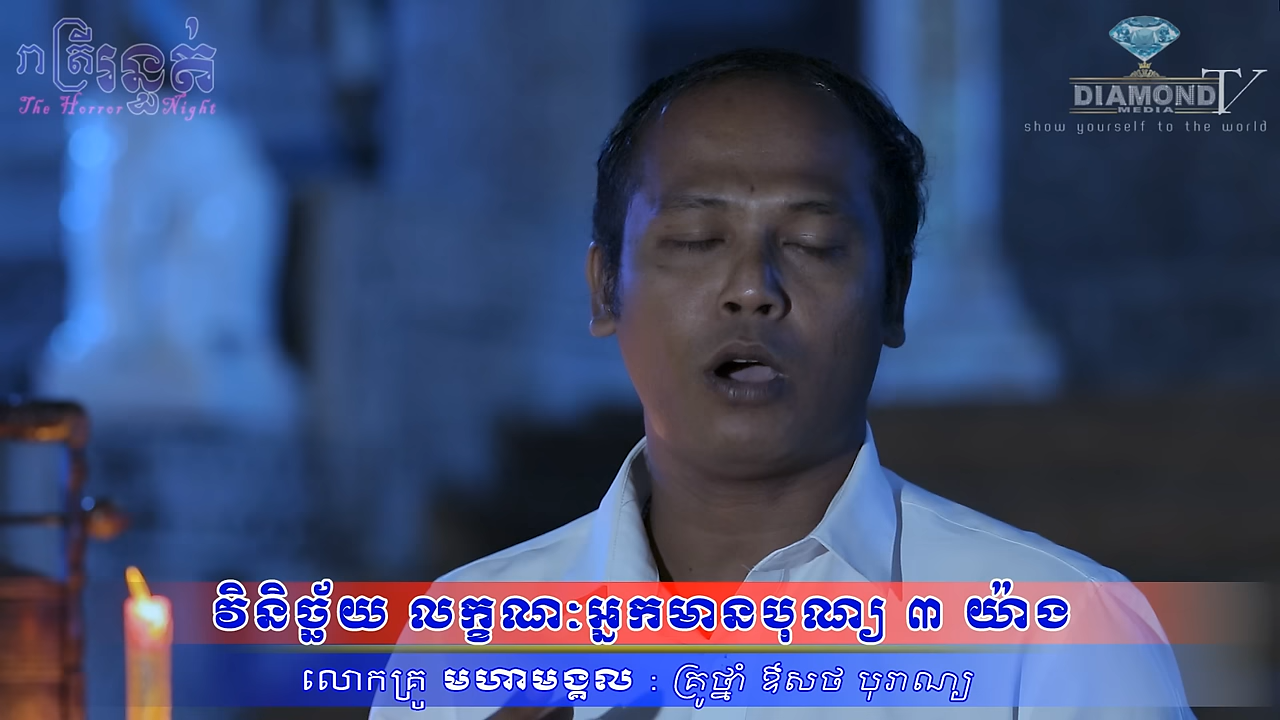 រាត្រីរន្ធត់
The Horror Night
DIAMOND TV
MEDIA
show yourself to the world
វិនិច្ឆ័យ លក្ខណៈអ្នកមានបុណ្យ ៣ យ៉ាង
លោកគ្រូ មហាមង្គល : គ្រូថ្នាំ ឱសថ បុរាណ្យ